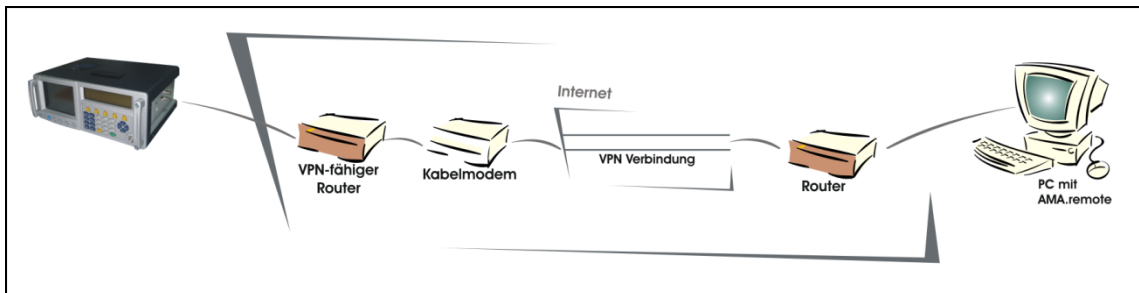 Internet
VPN-fähiger
Router
Kabelmodem
VPN Verbindung
Router
PC mit
AMA.remote